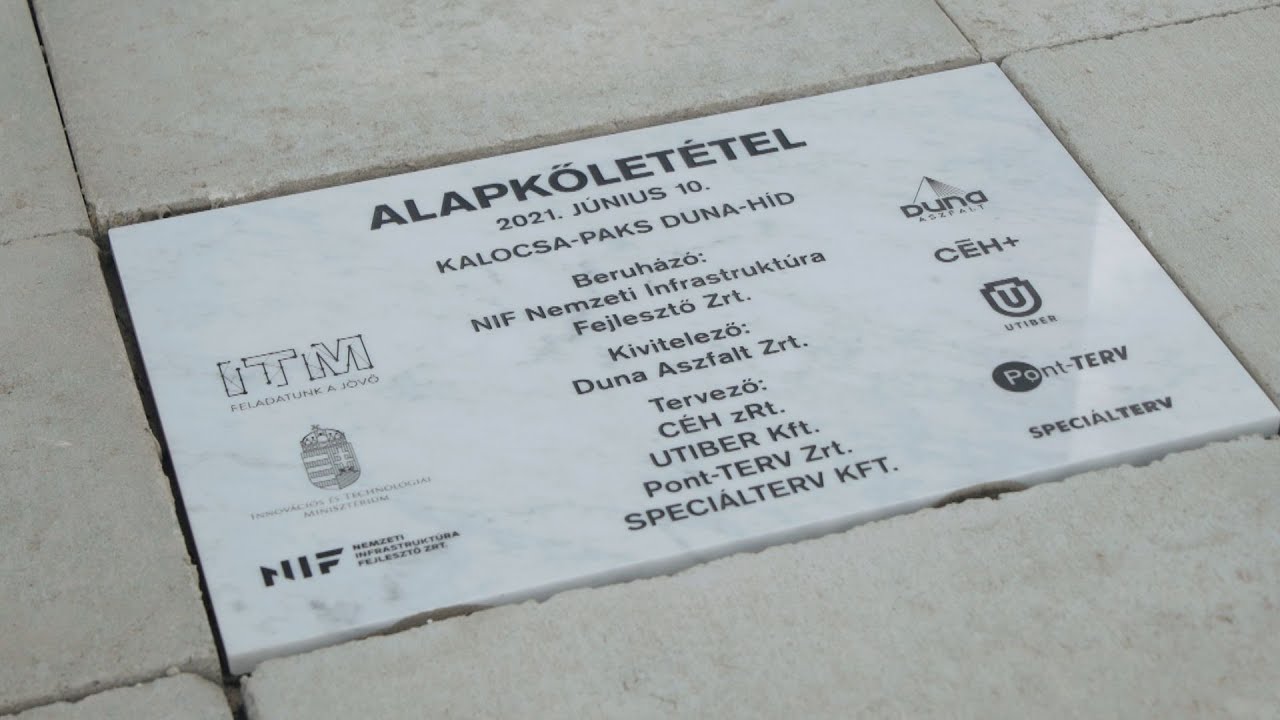 ALAPKŐLETÉTEL
2021. JÚNIUS 10.
KALOCSA-PAKS DUNA-HÍD
Beruházó:
NIF Nemzeti Infrastruktúra
Fejlesztő Zrt.
Kivitelező:
Duna Aszfalt Zrt.
Tervező:
CÉH zRt.
UTIBER Kft.
Pont-TERV Zrt.
SPECIÁLTERV KFT.
ITM
FELADATUNK A JÖVŐ
INNOVÁCIÓS ÉS TECHNOLÓGIAI
MINISZTÉRIUM
NIF NEMZETI
INFRASTRUKTÚRA
FEJLESZTŐ ZRT.
DUNA
ASZFALT
CĒH+
U
UTIBER
Pont-TERV
SPECIÁLTERV